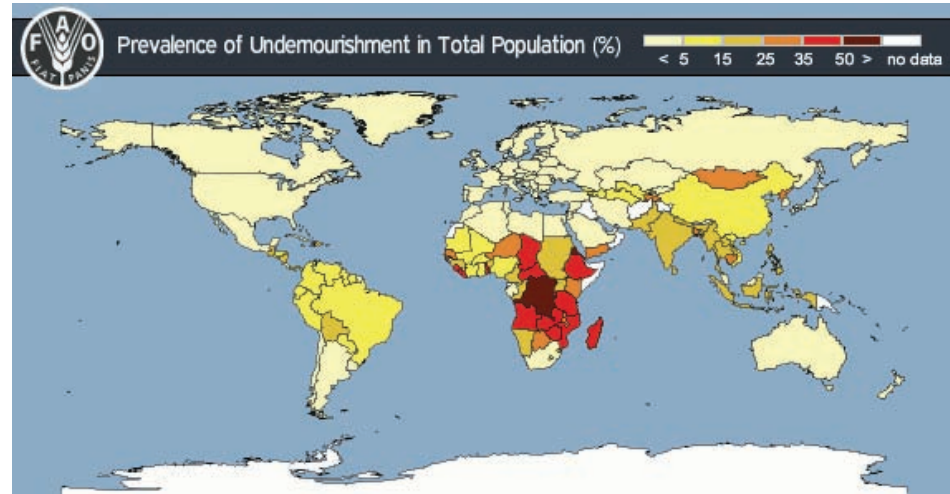 F A O
FIAT PANIS
Prevalence of Undernourishment in Total Population (%)
< 5 15 25 35 50 > no data